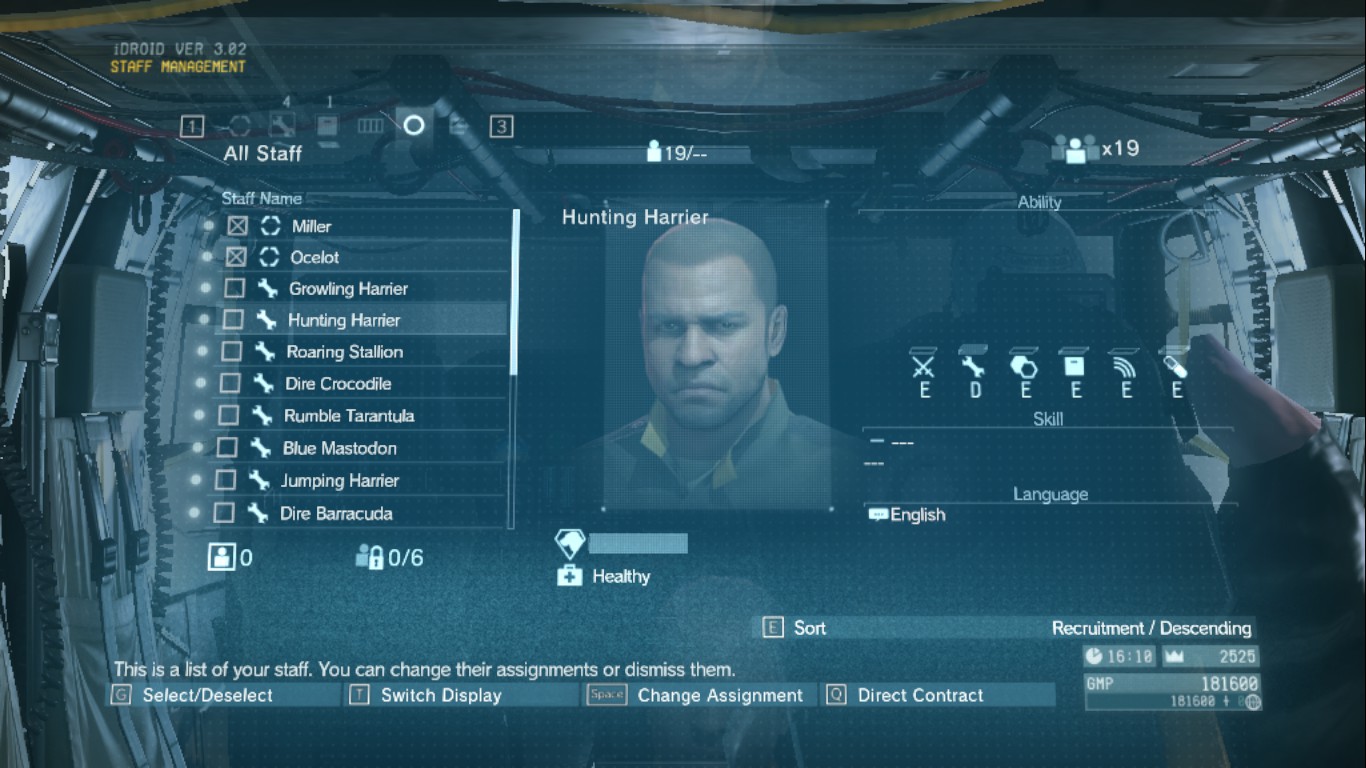 iDROID VER 3.02
STAFF MANAGEMENT
4 1
1 3
All Staff
19/--
x19
Staff Name
Miller
Ocelot
Growling Harrier
Hunting Harrier
Roaring Stallion
Dire Crocodile
Rumble Tarantula
Blue Mastodon
Jumping Harrier
Dire Barracuda
0 0/6
Hunting Harrier
Healthy
Ability
E D E E E E
Skill
– ---
---
Language
English
E Sort Recruitment / Descending
16:10 2525
GMP 181600
181600 + 0
This is a list of your staff. You can change their assignments or dismiss them.
G Select/Deselect T Switch Display Space Change Assignment Q Direct Contract